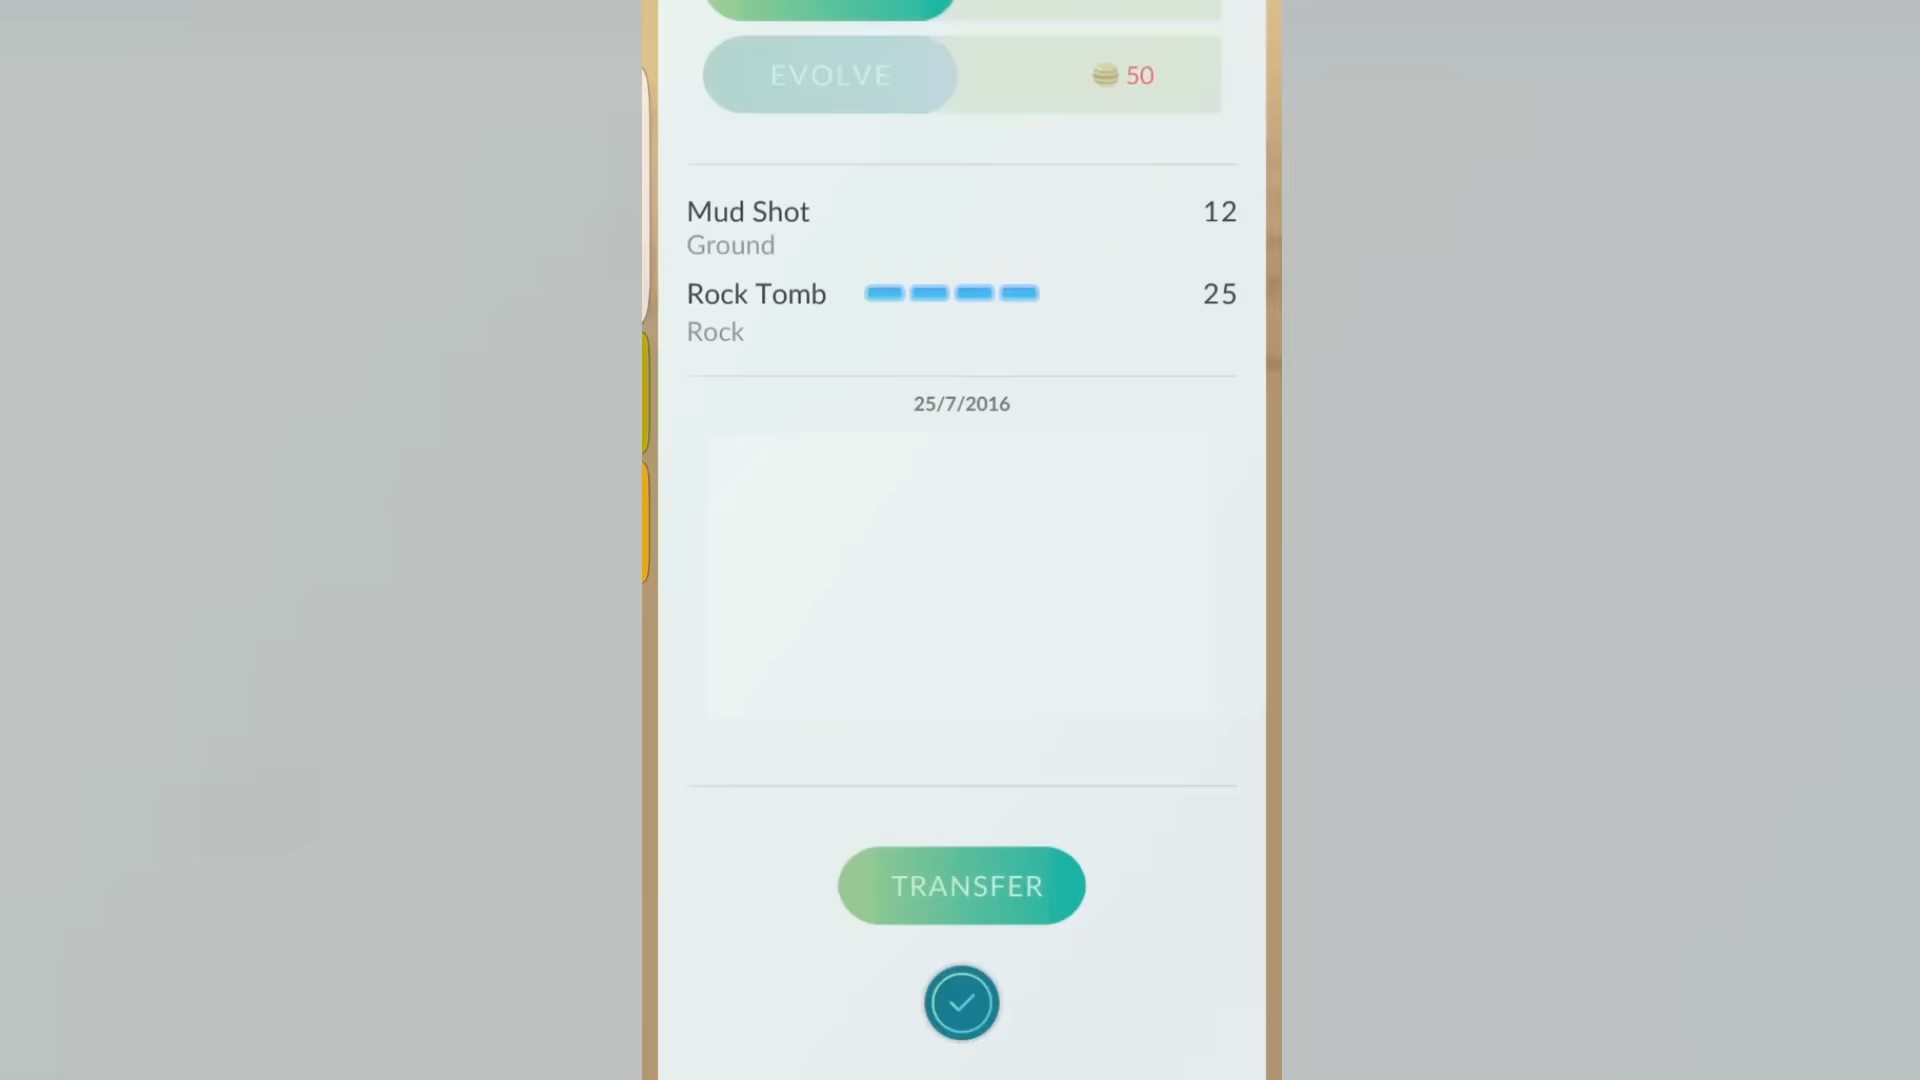 EVOLVE 50
Mud Shot 12
Ground
Rock Tomb 25
Rock
25/7/2016
TRANSFER